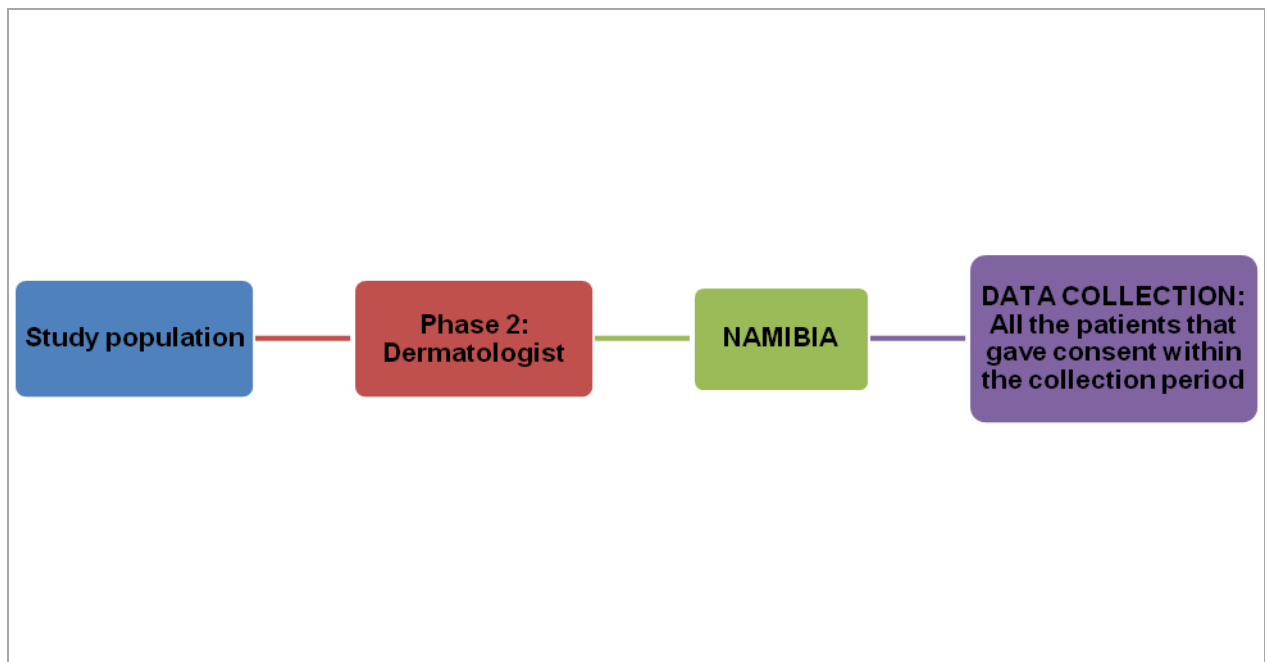 Study population
Phase 2:
Dermatologist
NAMIBIA
DATA COLLECTION:
All the patients that
gave consent within
the collection period